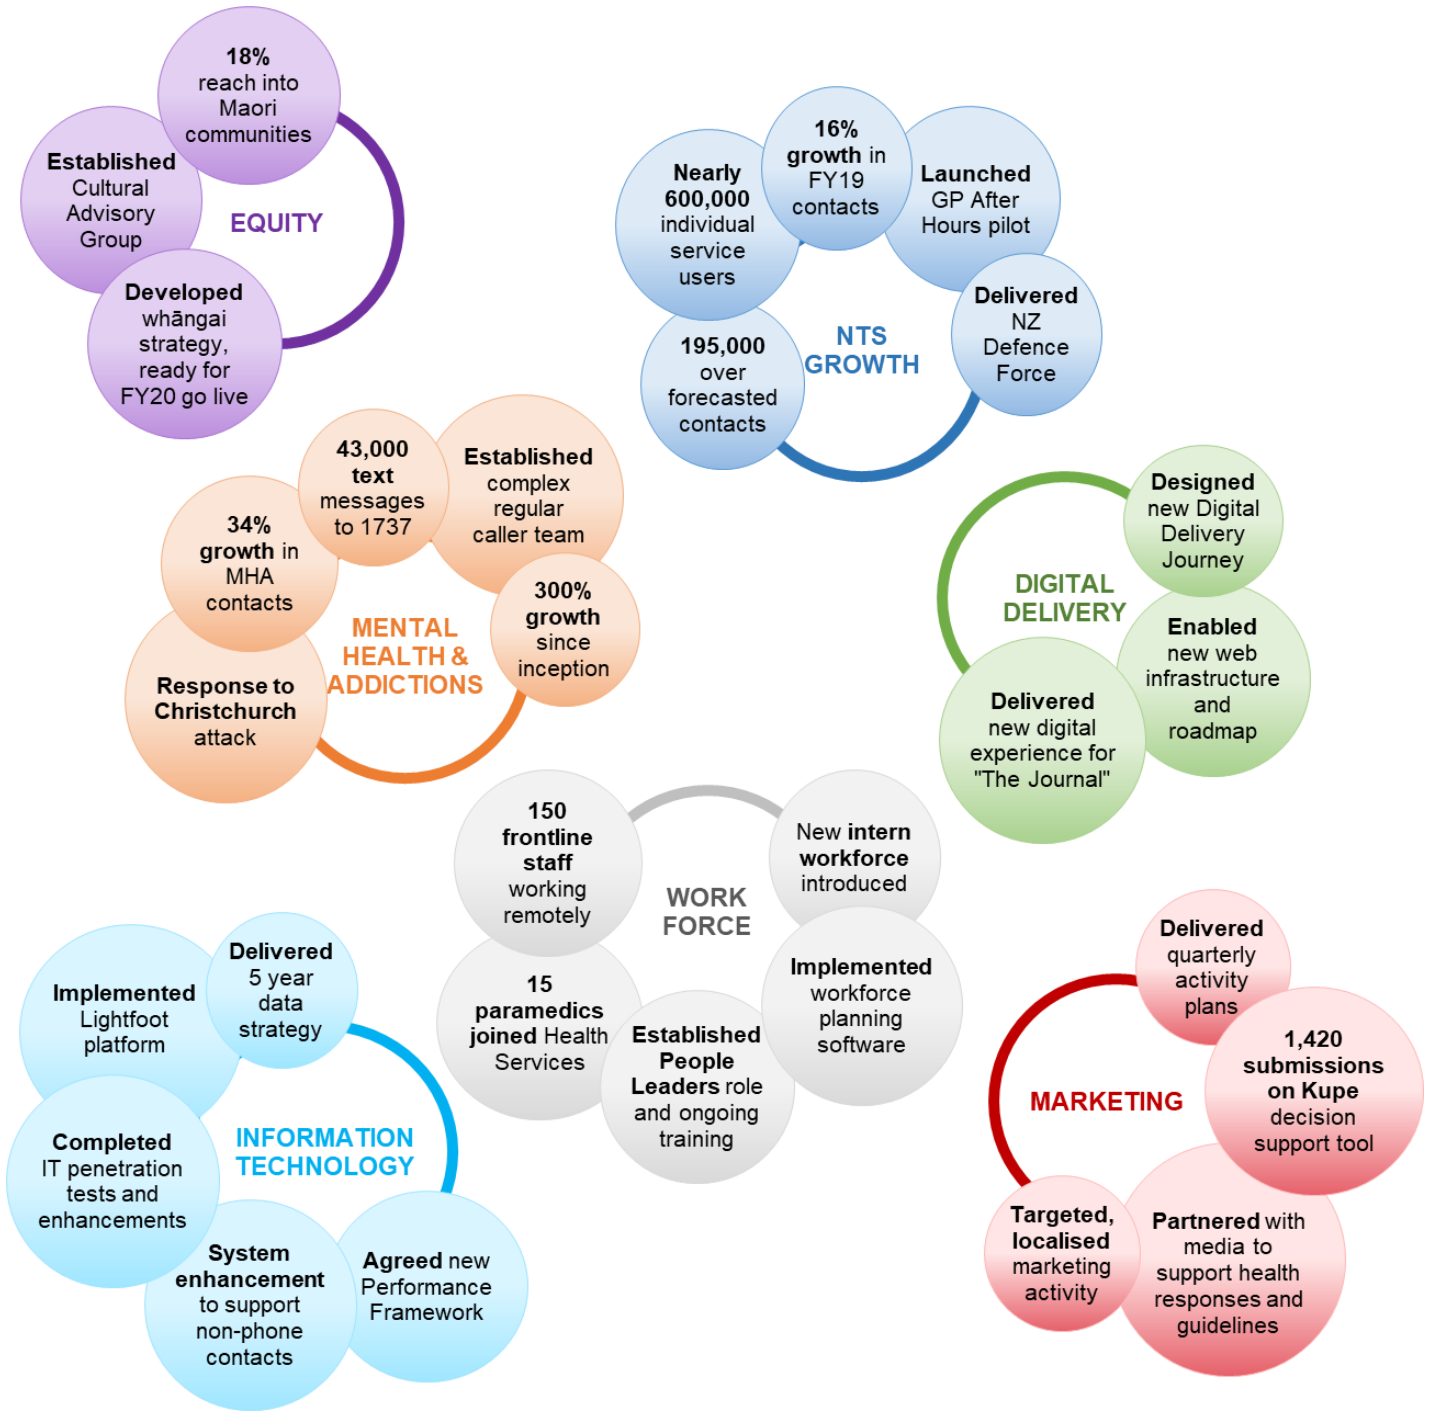 18%
reach into
Maori
communities
Established
Cultural
Advisory
Group
EQUITY
Developed
whāngai
strategy,
ready for
FY20 go live
Nearly
600,000
individual
service
users
16%
growth in
FY19
contacts
Launched
GP After
Hours pilot
Delivered
NZ
Defence
Force
195,000
over
forecasted
contacts
NTS
GROWTH
43,000
text
messages
to 1737
Established
complex
regular
caller team
34%
growth in
MHA
contacts
300%
growth
since
inception
MENTAL
HEALTH &
ADDICTIONS
Response to
Christchurch
attack
Designed
new Digital
Delivery
Journey
DIGITAL
DELIVERY
Enabled
new web
infrastructure
and
roadmap
Delivered
new digital
experience for
"The Journal"
150
frontline
staff
working
remotely
New intern
workforce
introduced
WORK
FORCE
15
paramedics
joined Health
Services
Established
People
Leaders role
and ongoing
training
Implemented
workforce
planning
software
Implemented
Lightfoot
platform
Delivered
5 year
data
strategy
INFORMATION
TECHNOLOGY
Completed
IT penetration
tests and
enhancements
System
enhancement
to support
non-phone
contacts
Agreed new
Performance
Framework
Delivered
quarterly
activity
plans
1,420
submissions
on Kupe
decision
support tool
MARKETING
Targeted,
localised
marketing
activity
Partnered with
media to
support health
responses and
guidelines